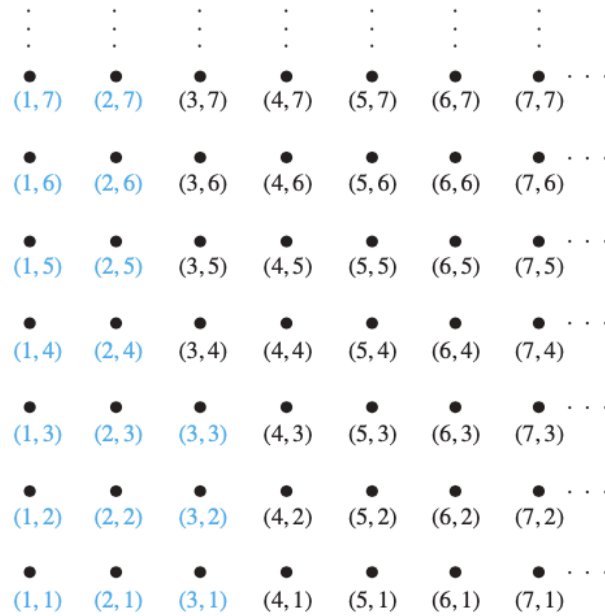 (1, 7) (2, 7) (3, 7) (4, 7) (5, 7) (6, 7) (7, 7) · · ·
(1, 6) (2, 6) (3, 6) (4, 6) (5, 6) (6, 6) (7, 6) · · ·
(1, 5) (2, 5) (3, 5) (4, 5) (5, 5) (6, 5) (7, 5) · · ·
(1, 4) (2, 4) (3, 4) (4, 4) (5, 4) (6, 4) (7, 4) · · ·
(1, 3) (2, 3) (3, 3) (4, 3) (5, 3) (6, 3) (7, 3) · · ·
(1, 2) (2, 2) (3, 2) (4, 2) (5, 2) (6, 2) (7, 2) · · ·
(1, 1) (2, 1) (3, 1) (4, 1) (5, 1) (6, 1) (7, 1) · · ·